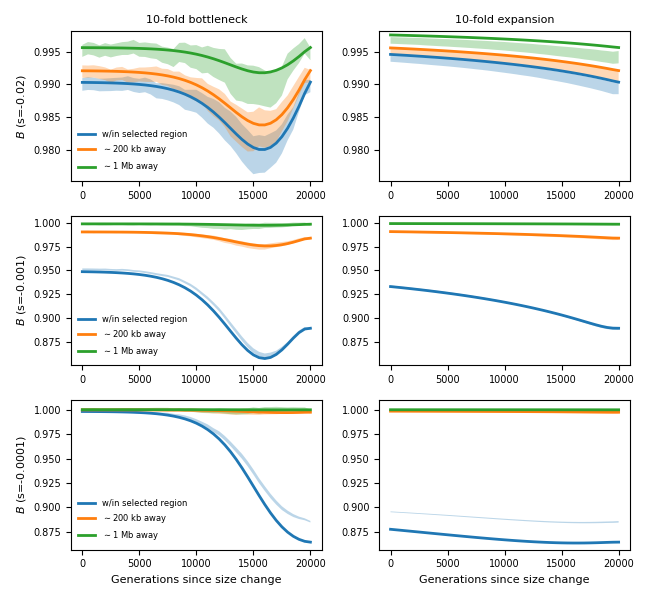 10-fold bottleneck
10-fold expansion
B (s=-0.02)
0.995
0.990
0.985
0.980
w/in selected region
~ 200 kb away
~ 1 Mb away
0 5000 10000 15000 20000
0.995
0.990
0.985
0.980
0 5000 10000 15000 20000
B (s=-0.001)
1.000
0.975
0.950
0.925
0.900
0.875
w/in selected region
~ 200 kb away
~ 1 Mb away
0 5000 10000 15000 20000
1.000
0.975
0.950
0.925
0.900
0.875
0 5000 10000 15000 20000
B (s=-0.0001)
1.000
0.975
0.950
0.925
0.900
0.875
w/in selected region
~ 200 kb away
~ 1 Mb away
0 5000 10000 15000 20000
Generations since size change
1.000
0.975
0.950
0.925
0.900
0.875
0 5000 10000 15000 20000
Generations since size change